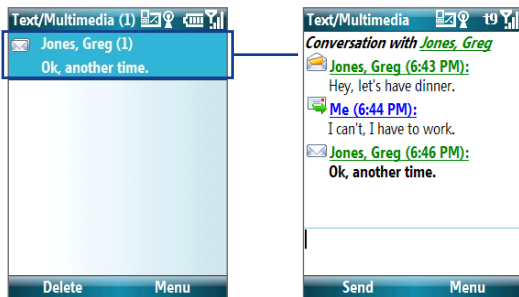 Text/Multimedia (1)
Jones, Greg (1)
Ok, another time.
Delete Menu
Text/Multimedia t9
Conversation with Jones, Greg
Jones, Greg (6:43 PM):
Hey, let's have dinner.
Me (6:44 PM):
I can't, I have to work.
Jones, Greg (6:46 PM):
Ok, another time.
Send Menu